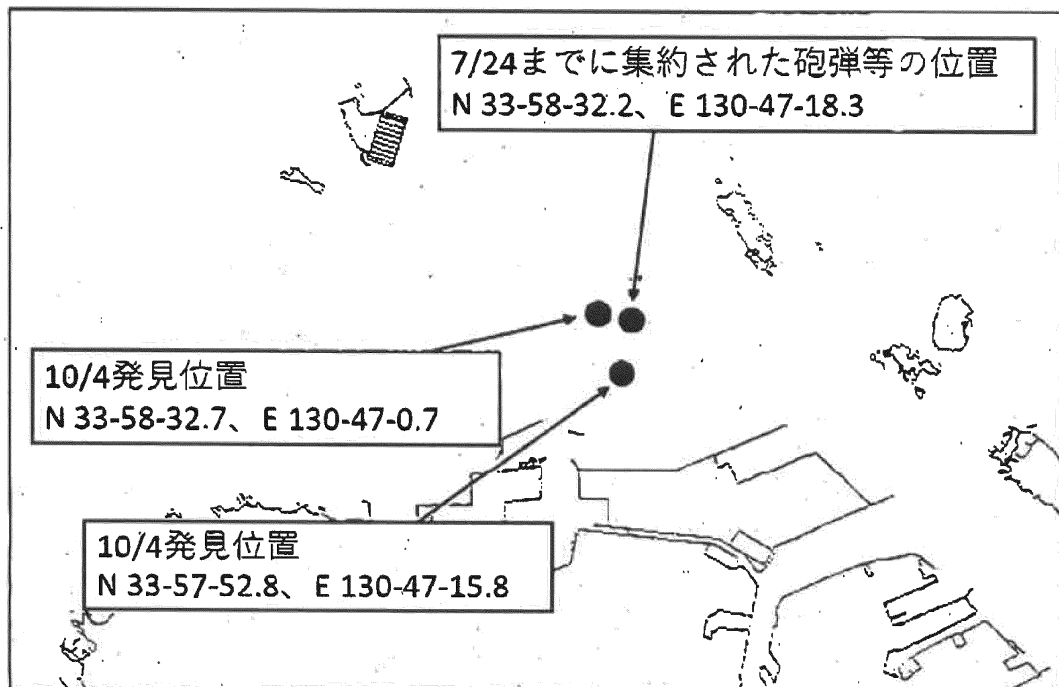 7/24までに集約された砲弾等の位置
N 33-58-32.2、E 130-47-18.3
10/4発見位置
N 33-58-32.7、E 130-47-0.7
10/4発見位置
N 33-57-52.8、E 130-47-15.8